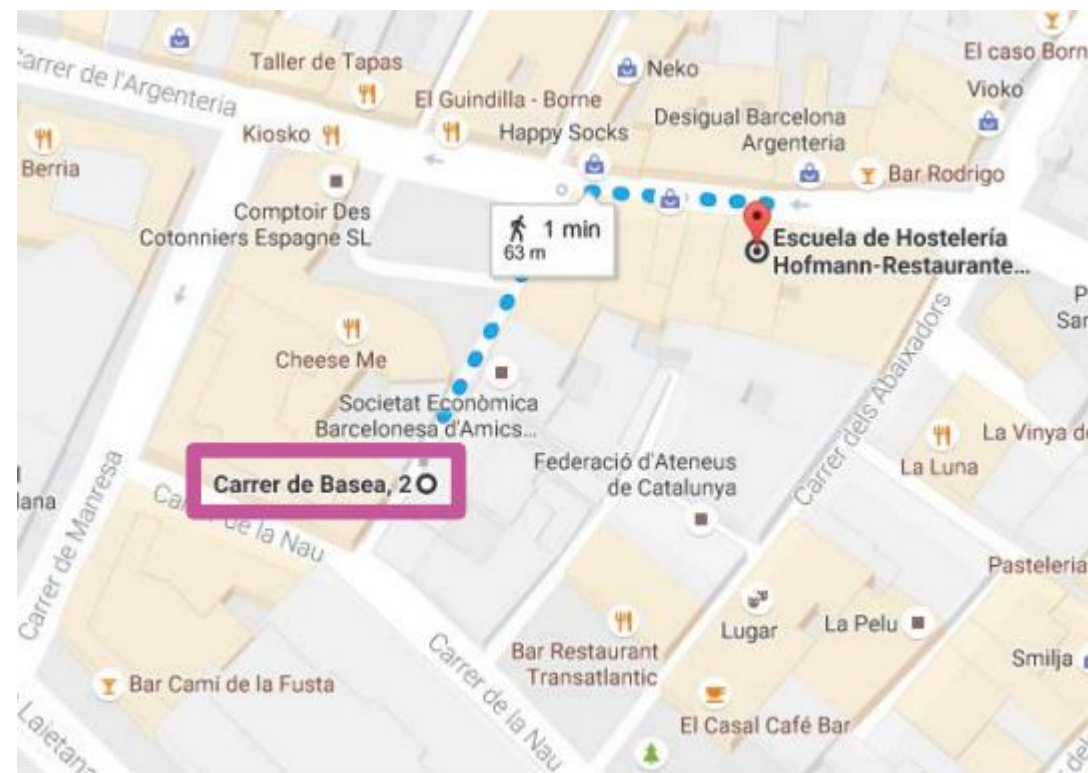 El caso Born
Taller de Tapas
Neko
Carrer de l'Argenteria
Vioko
El Guindilla - Borne
Desigual Barcelona
Argenteria
Kiosko
Happy Socks
Berria
Bar Rodrigo
Comptoir Des
Cotonniers Espagne SL
1 min
63 m
Escuela de Hostelería
Hofmann-Restaurante...
P
Sar
Cheese Me
Carrer dels Abaixadors
Societat Econòmica
Barcelonesa d'Amics...
La Vinya de
La Luna
Federació d'Ateneus
de Catalunya
Carrer de Basea, 2
lana
Carrer de Manresa
Ca de la Nau
Pasteleria
Lugar
La Pelu
Bar Restaurant
Transatlantic
Carrer de la Nau
Smilja
Bar Camí de la Fusta
El Casal Café Bar
Laietana